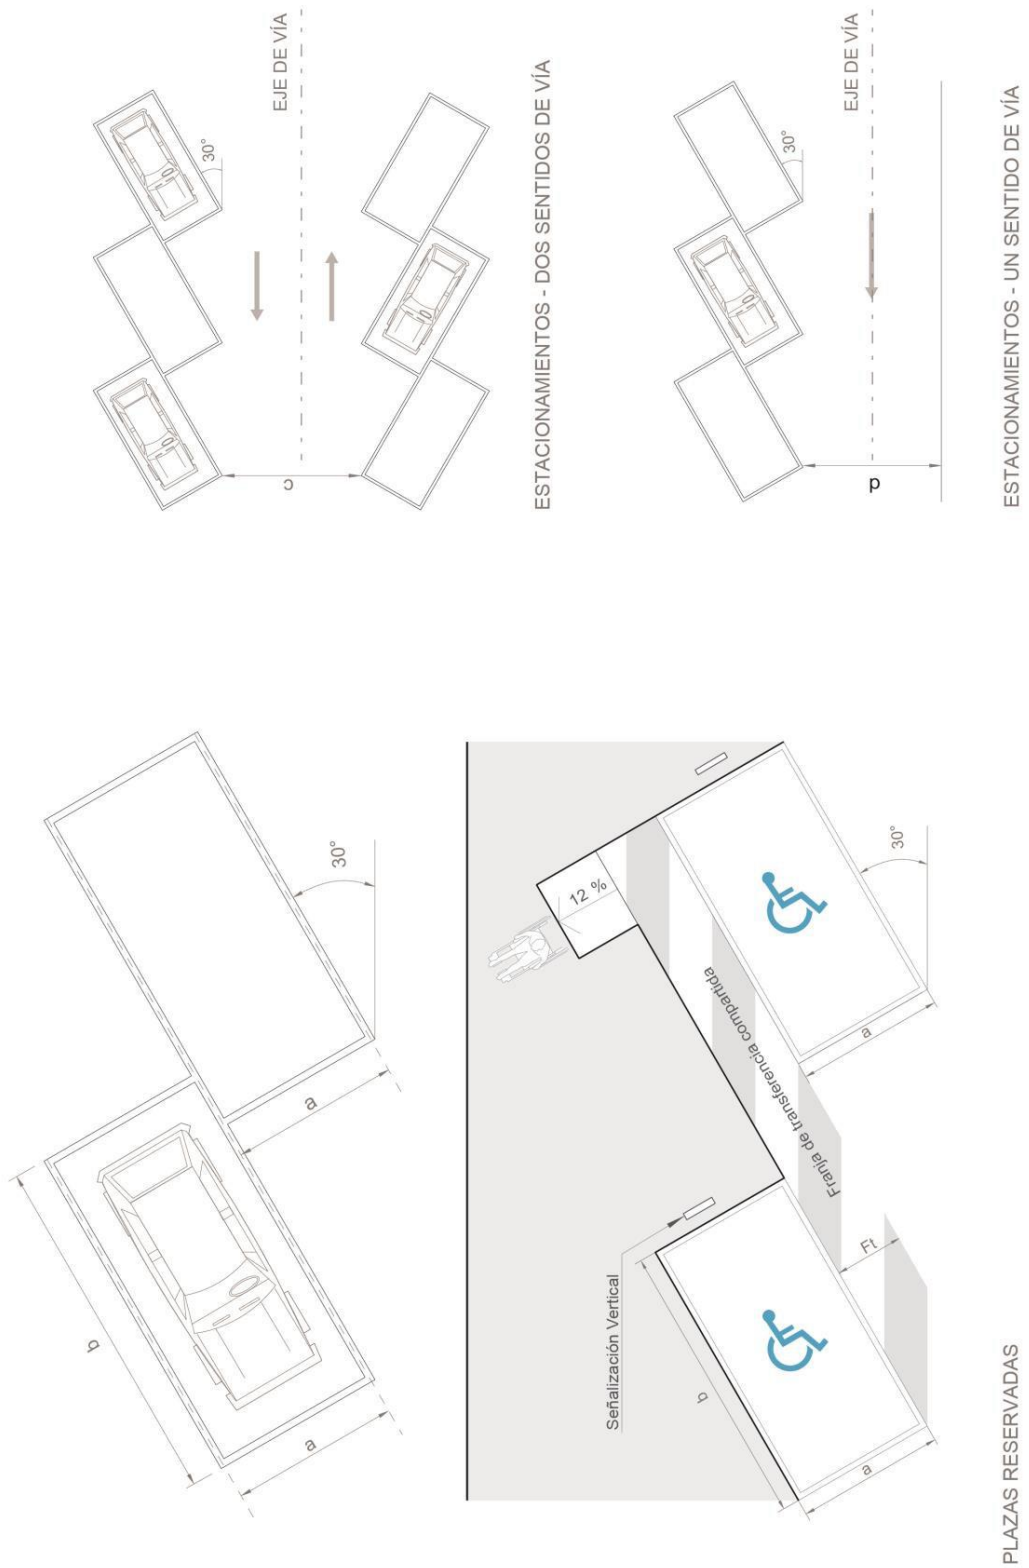 EJE DE VÍA
30°
c
ESTACIONAMIENTOS - DOS SENTIDOS DE VÍA
EJE DE VÍA
30°
d
ESTACIONAMIENTOS - UN SENTIDO DE VÍA
b
a
a
30°
12 %
Franja de transferencia compartida
Señalización Vertical
30°
a
Ft
b
a
PLAZAS RESERVADAS